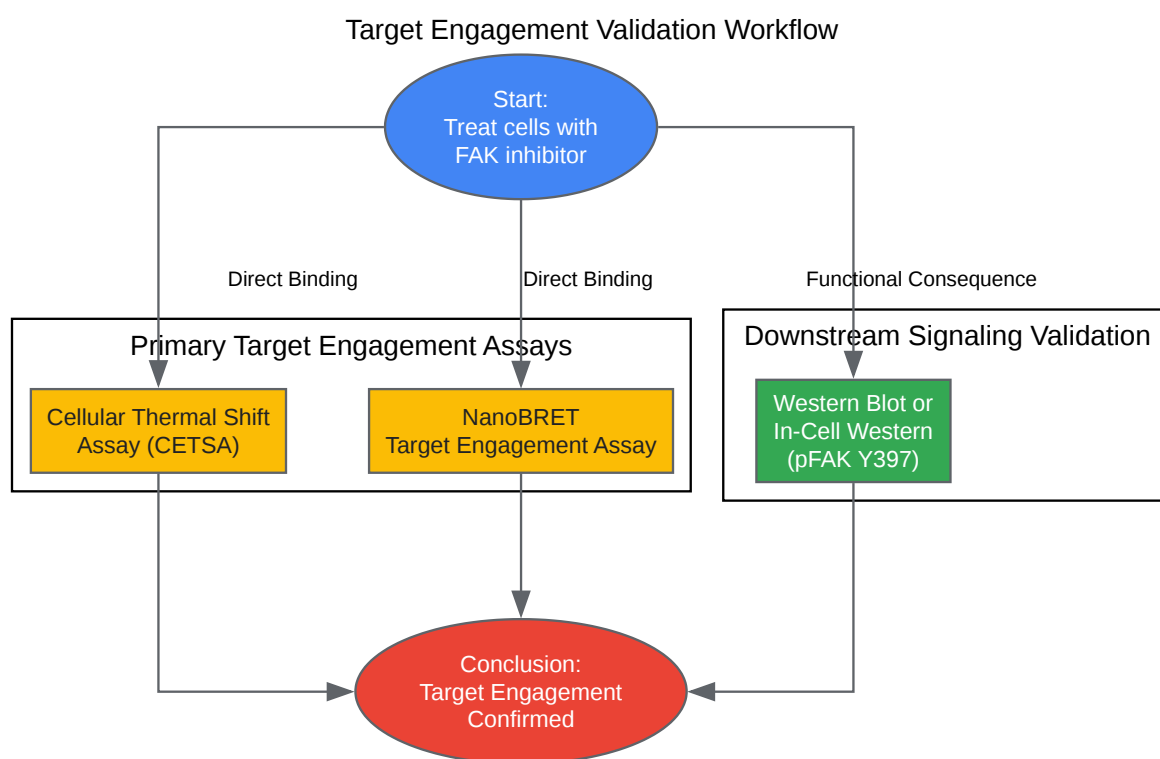 Target Engagement Validation Workflow
Start:
Treat cells with
FAK inhibitor
Direct Binding
Direct Binding
Functional Consequence
Primary Target Engagement Assays
Downstream Signaling Validation
Cellular Thermal Shift
Assay (CETSA)
NanoBRET
Target Engagement Assay
Western Blot or
In-Cell Western
(pFAK Y397)
Conclusion:
Target Engagement
Confirmed